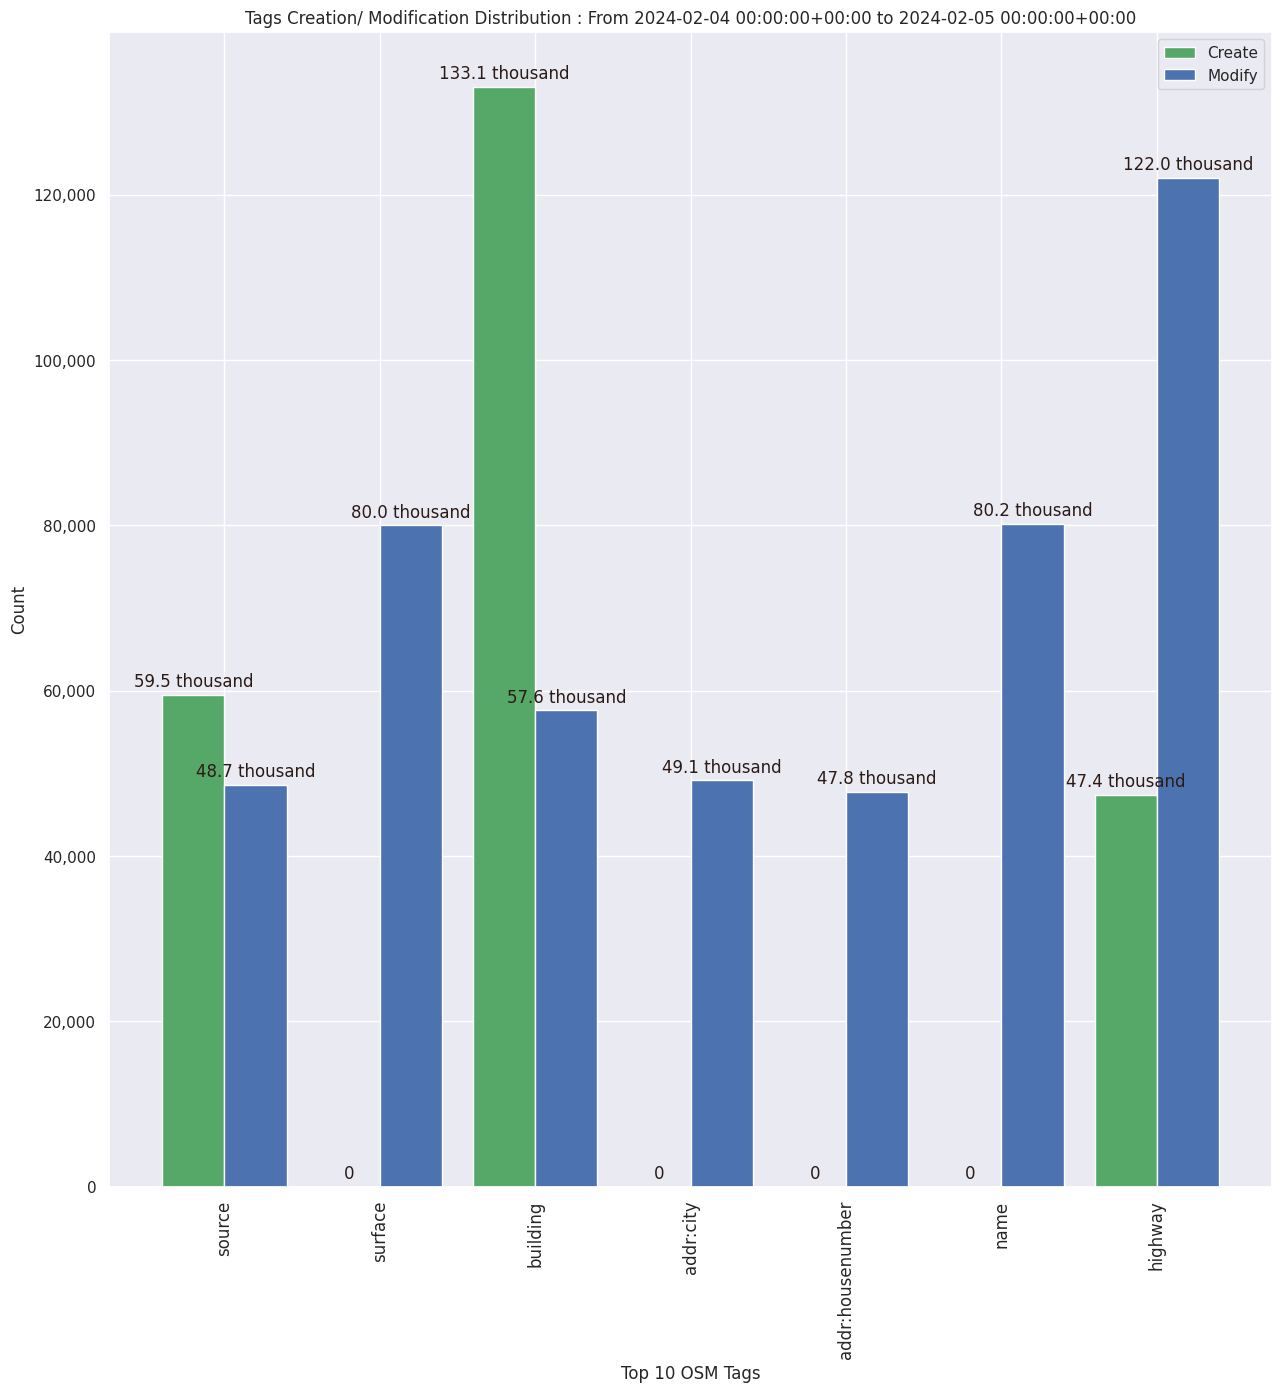 Tags Creation/ Modification Distribution : From 2024-02-04 00:00:00+00:00 to 2024-02-05 00:00:00+00:00
Create
Modify
133.1 thousand
122.0 thousand
120,000
100,000
80,000
80.0 thousand
80.2 thousand
Count
60,000
59.5 thousand
57.6 thousand
48.7 thousand
49.1 thousand
47.8 thousand
47.4 thousand
40,000
20,000
0
0
0
0
0
source
surface
building
addr:city
addr:housenumber
name
highway
Top 10 OSM Tags